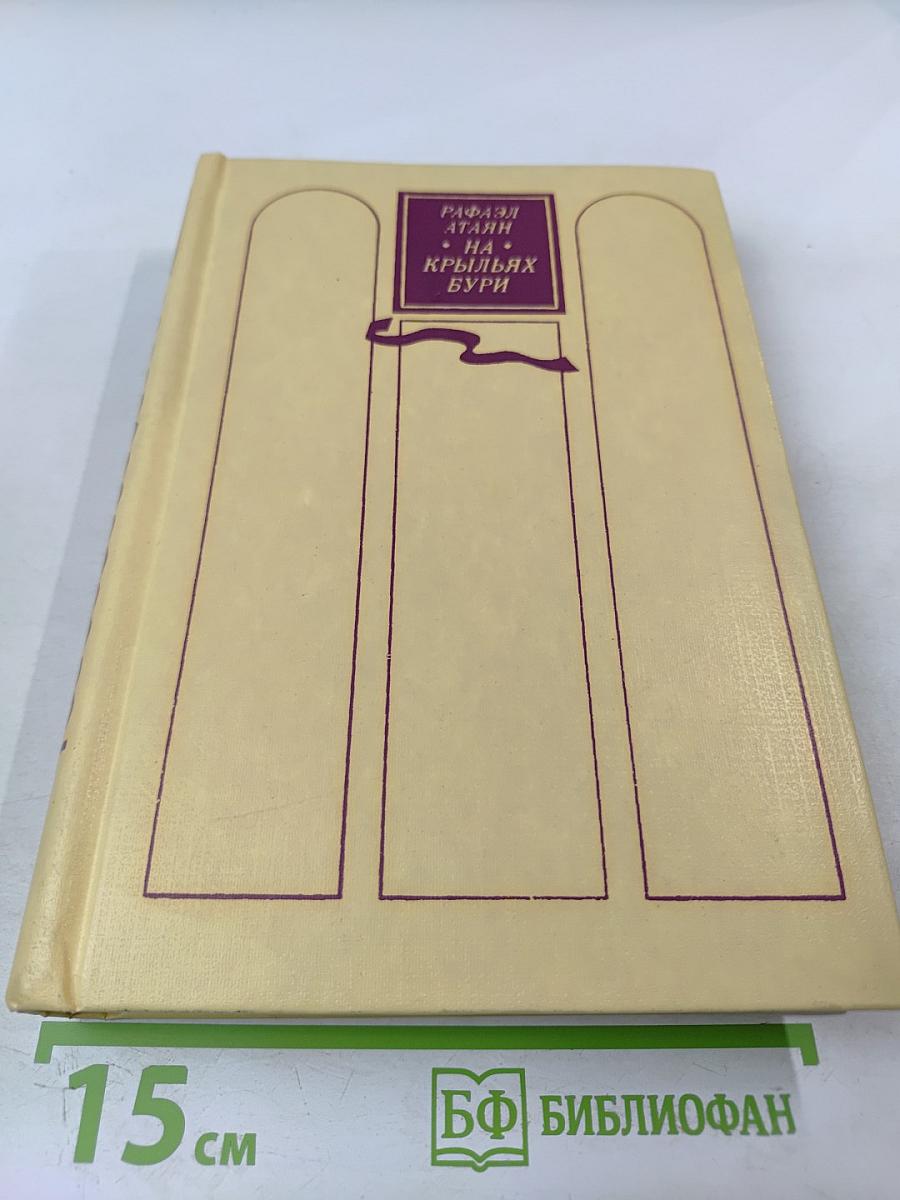 РАФАЭЛ
АТАЯН
• НА •
КРЫЛЬЯХ
БУРИ
15 см
БФ БИБЛИОФАН